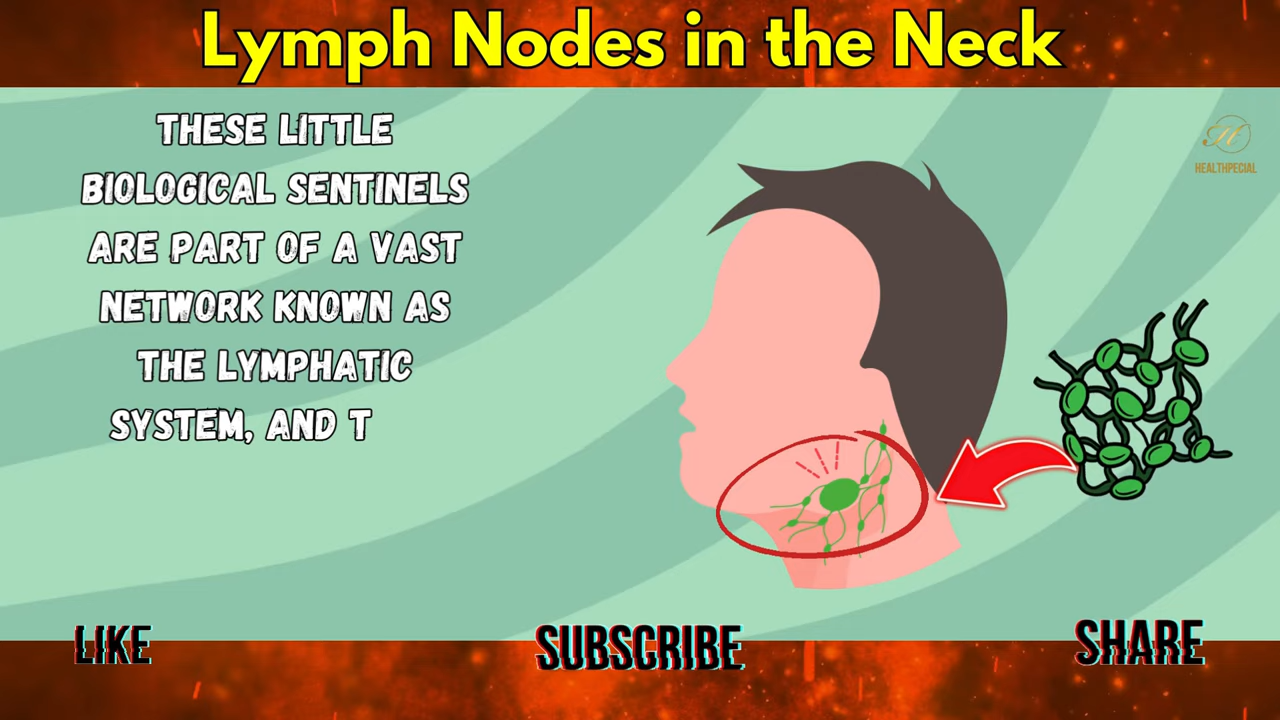 Lymph Nodes in the Neck
THESE LITTLE
BIOLOGICAL SENTINELS
ARE PART OF A VAST
NETWORK KNOWN AS
THE LYMPHATIC
SYSTEM, AND T
H
HEALTHPECIAL
LIKE
SUBSCRIBE
SHARE